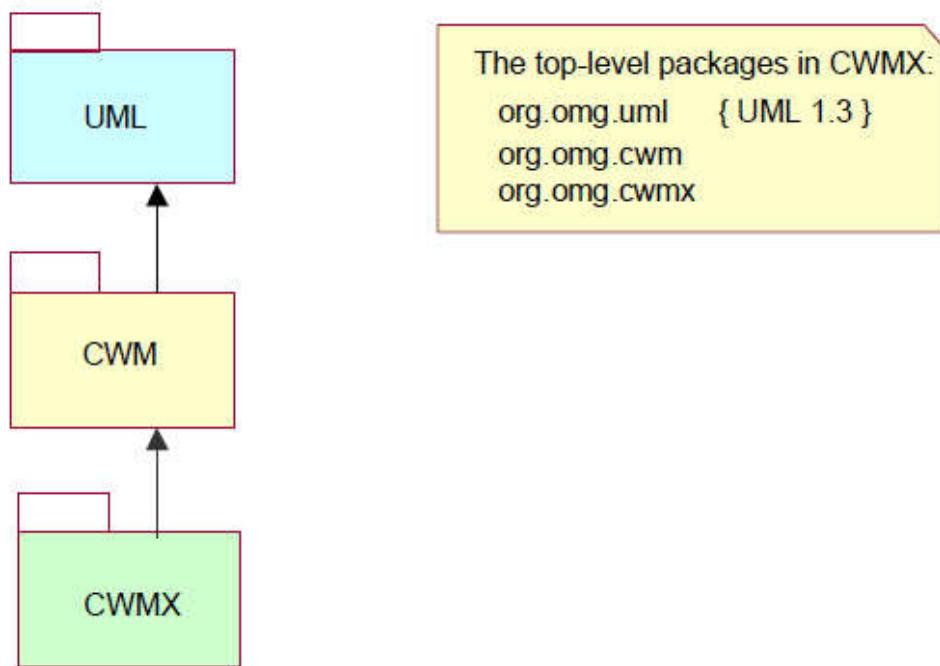 UML
The top-level packages in CWMX:
org.omg.uml { UML 1.3 }
org.omg.cwm
org.omg.cwmx
CWM
CWMX